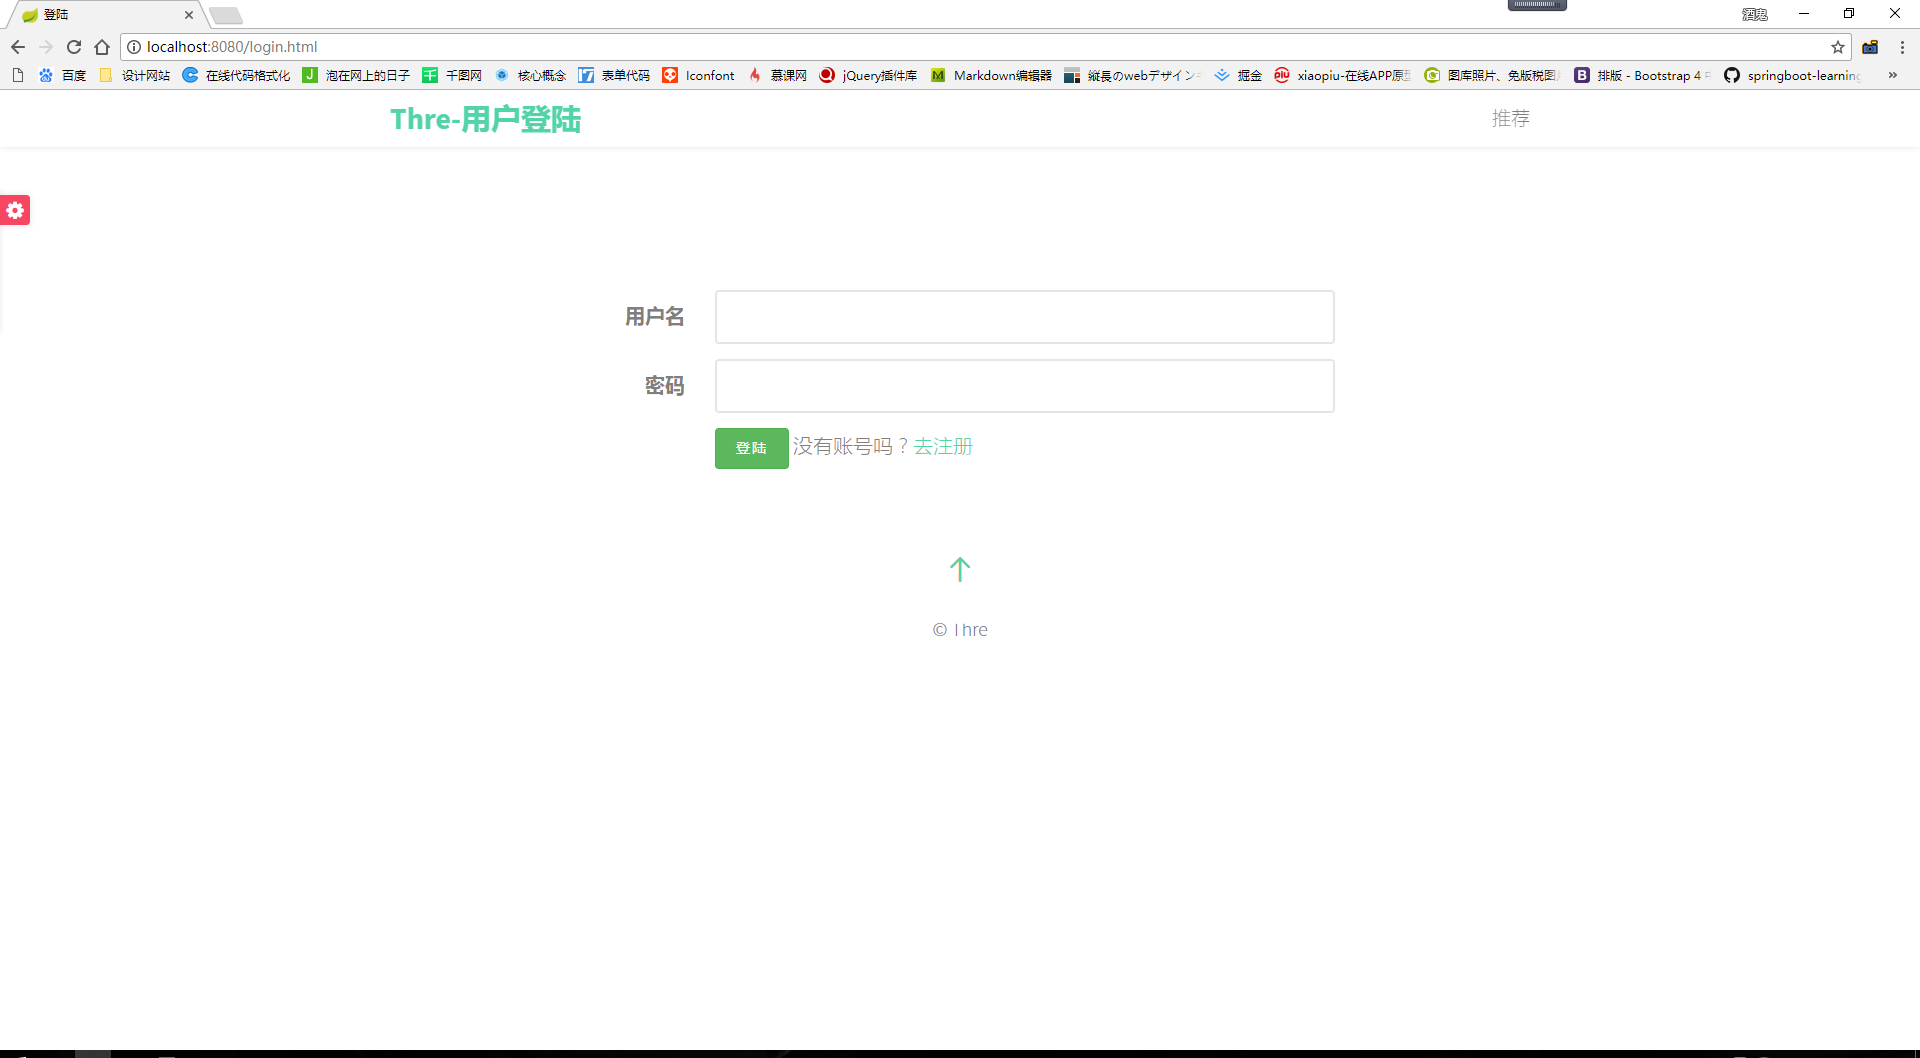 登陆
酒鬼
localhost:8080/login.html
百度 设计网站 在线代码格式化 泡在网上的日子 千图网 核心概念 表单代码 Iconfont 慕课网 jQuery插件库 Markdown编辑器 縦長のwebデザイン 掘金 xiaopiu-在线APP原型 图库照片、免版税图 排版 - Bootstrap 4 springboot-learning »
Thre-用户登陆 推荐
用户名
密码
登陆 没有账号吗？去注册
© Thre